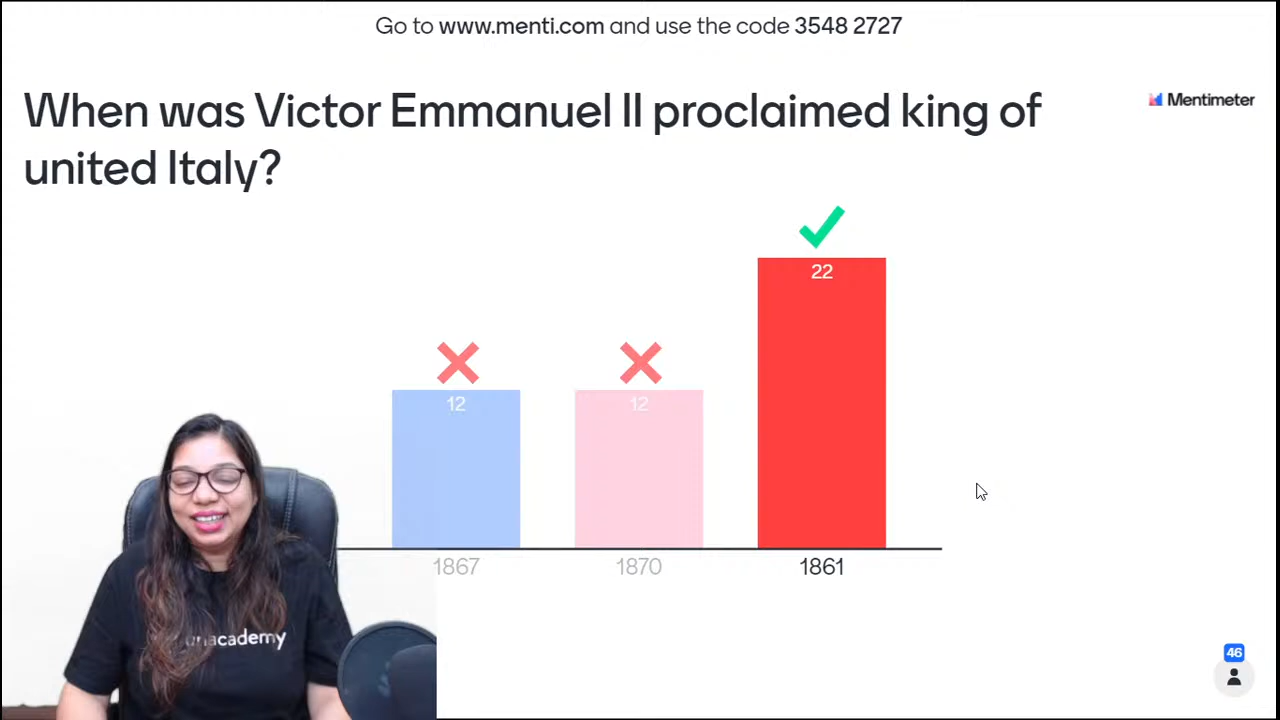 Go to www.menti.com and use the code 3548 2727
When was Victor Emmanuel II proclaimed king of
united Italy?
Mentimeter
22
12
12
1867
1870
1861
unacademy
46